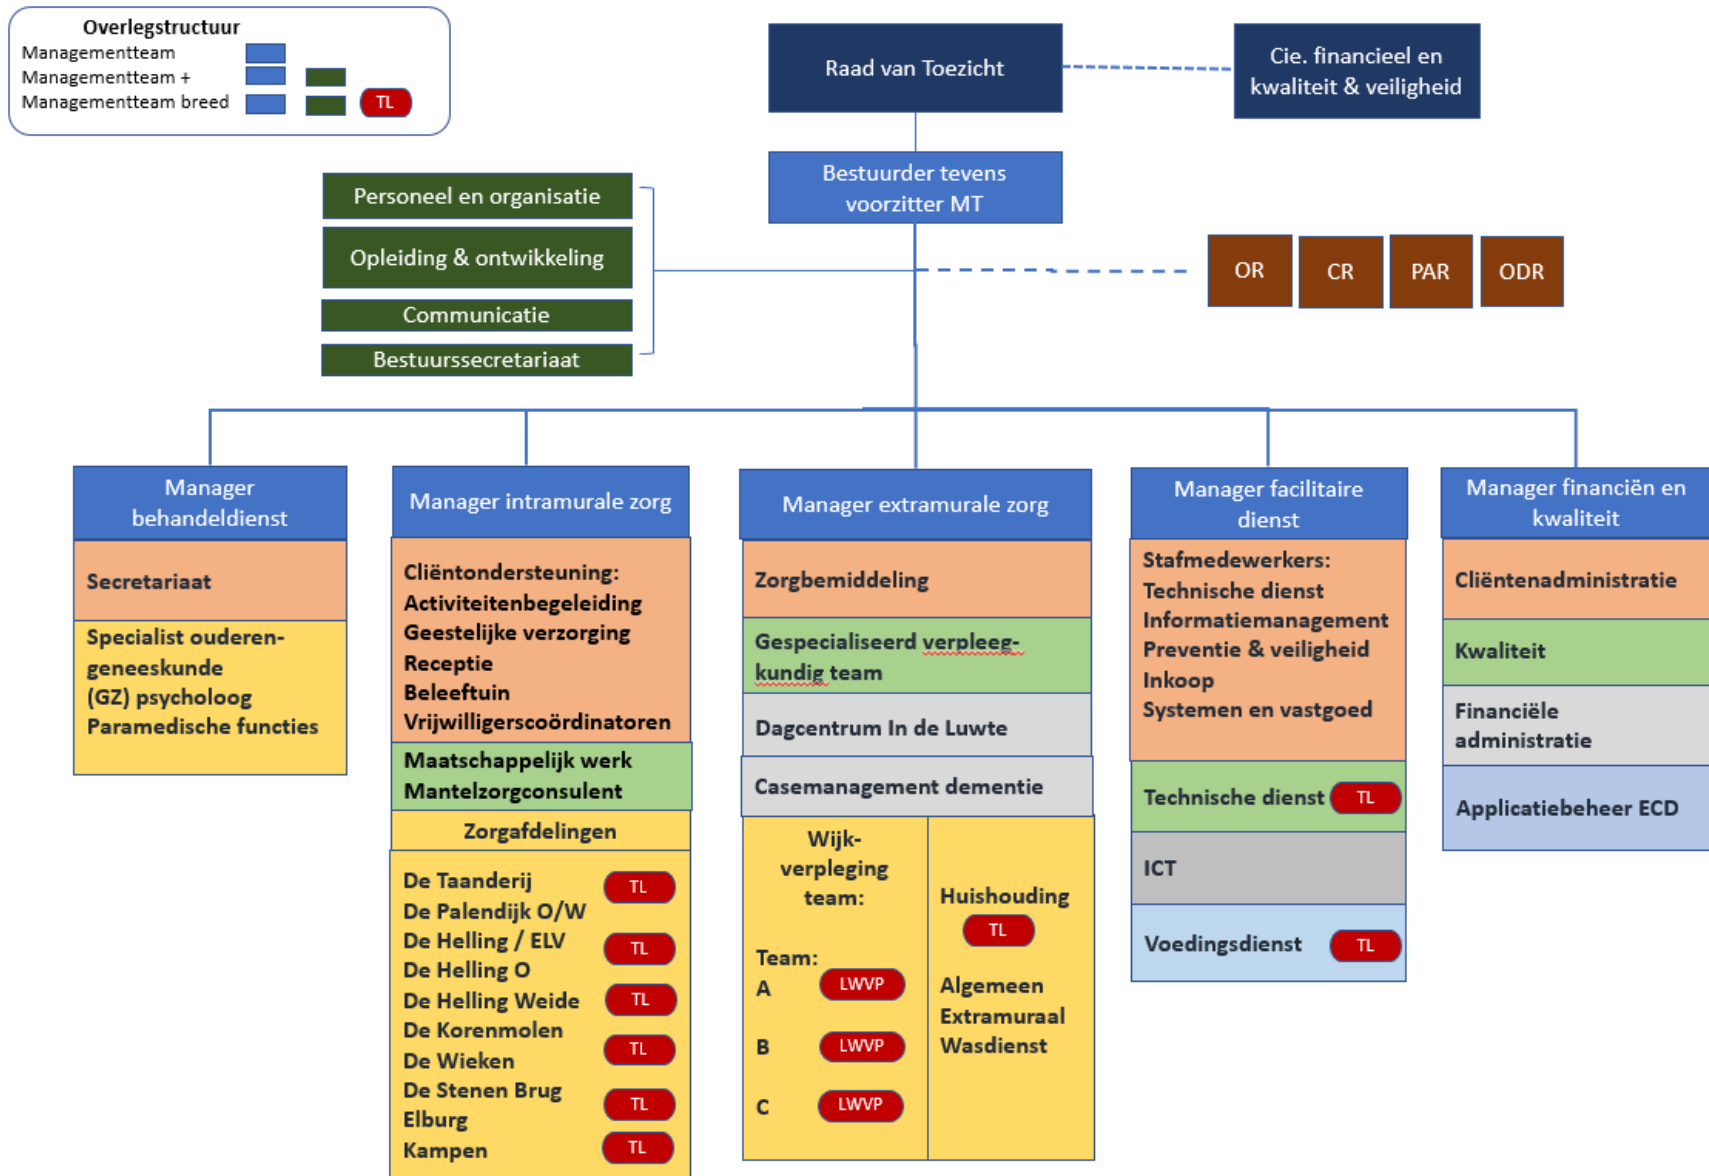 Overlegstructuur
Managementteam
Managementteam +
Managementteam breed TL
Raad van Toezicht
Cie. financieel en
kwaliteit & veiligheid
Bestuurder tevens
voorzitter MT
Personeel en organisatie
Opleiding & ontwikkeling
Communicatie
Bestuurssecretariaat
OR CR PAR ODR
Manager
behandeldienst
Secretariaat
Specialist ouderen-
geneeskunde
(GZ) psycholoog
Paramedische functies
Manager intramurale zorg
Cliëntondersteuning:
Activiteitenbegeleiding
Geestelijke verzorging
Receptie
Beleeftuin
Vrijwilligerscoördinatoren
Maatschappelijk werk
Mantelzorgconsulent
Zorgafdelingen
De Taanderij TL
De Palendijk O/W
De Helling / ELV TL
De Helling O
De Helling Weide TL
De Korenmolen
TL
De Wieken
De Stenen Brug
TL
Elburg
Kampen TL
Manager extramurale zorg
Zorgbemiddeling
Gespecialiseerd verpleeg-
kundig team
Dagcentrum In de Luwte
Casemanagement dementie
Wijk-
verpleging
team:
Team:
A LWVP
B LWVP
C LWVP
Huishouding
TL
Algemeen
Extramuraal
Wasdienst
Manager facilitaire
dienst
Stafmedewerkers:
Technische dienst
Informatiemanagement
Preventie & veiligheid
Inkoop
Systemen en vastgoed
Technische dienst TL
ICT
Voedingsdienst TL
Manager financiën en
kwaliteit
Cliëntenadministratie
Kwaliteit
Financiële
administratie
Applicatiebeheer ECD